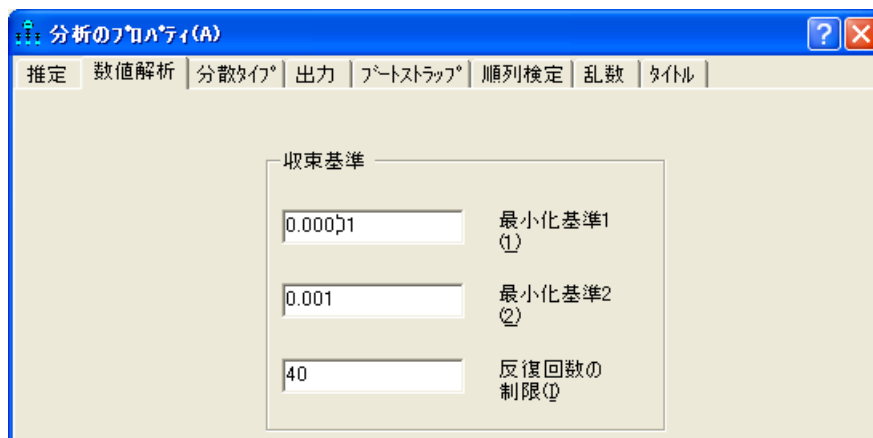 分析のﾌﾟﾛﾊﾟﾃｨ(A)
推定 数値解析 分散ﾀｲﾌﾟ 出力 ﾌﾞｰﾄｽﾄﾗｯﾌﾟ 順列検定 乱数 ﾀｲﾄﾙ
収束基準
最小化基準1
(1)
0.001
最小化基準2
(2)
40
反復回数の
制限(I)